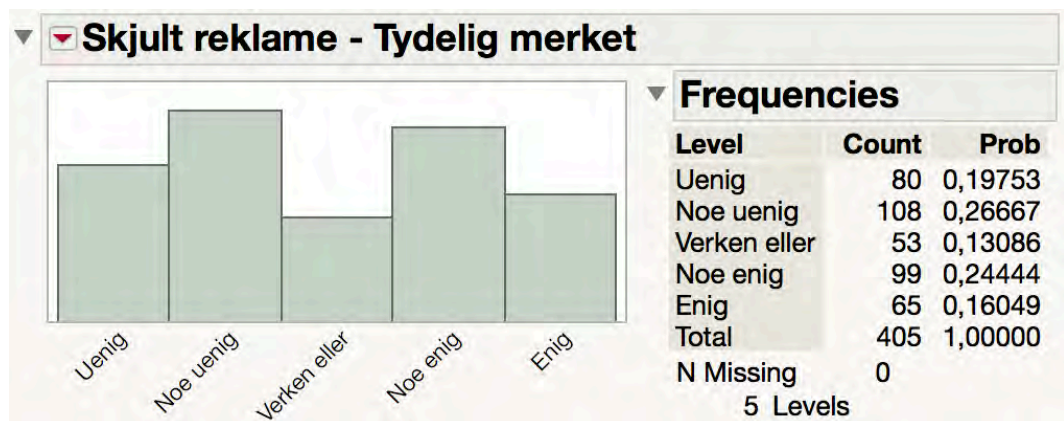 Skjult reklame - Tydelig merket
Uenig
Noe uenig
Verken eller
Noe enig
Enig
Frequencies
Level Count Prob
Uenig 80 0,19753
Noe uenig 108 0,26667
Verken eller 53 0,13086
Noe enig 99 0,24444
Enig 65 0,16049
Total 405 1,00000
N Missing 0
5 Levels